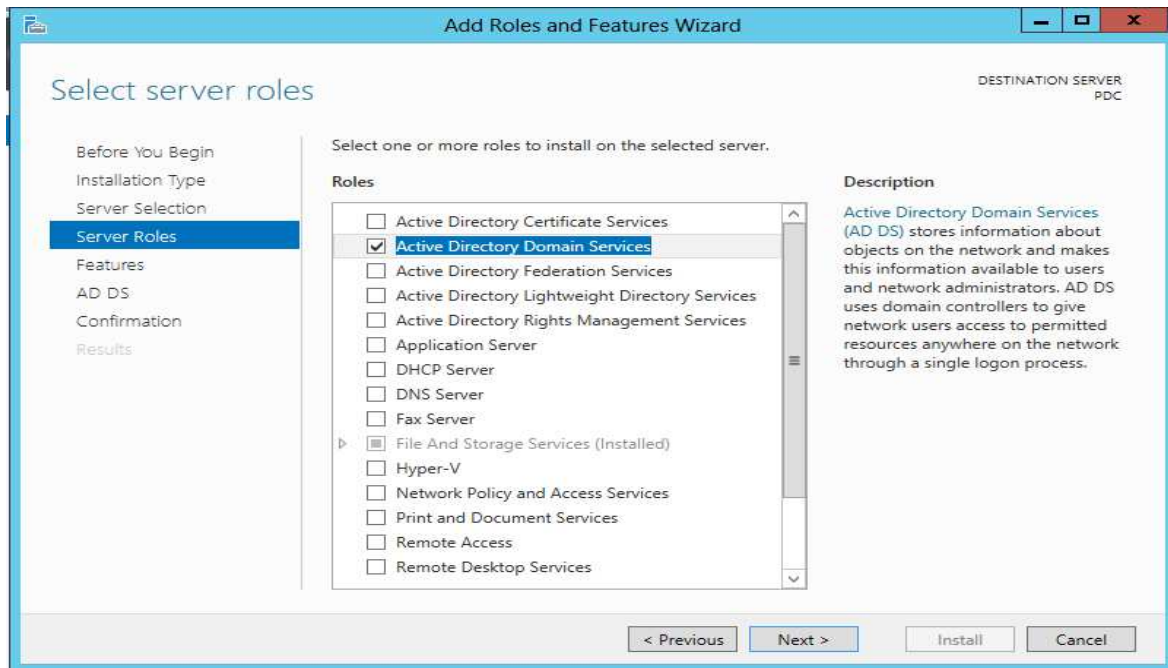 Add Roles and Features Wizard
Select server roles
DESTINATION SERVER
PDC
Before You Begin
Installation Type
Server Selection
Server Roles
Features
AD DS
Confirmation
Results
Select one or more roles to install on the selected server.
Roles
Active Directory Certificate Services
Active Directory Domain Services
Active Directory Federation Services
Active Directory Lightweight Directory Services
Active Directory Rights Management Services
Application Server
DHCP Server
DNS Server
Fax Server
File And Storage Services (Installed)
Hyper-V
Network Policy and Access Services
Print and Document Services
Remote Access
Remote Desktop Services
Description
Active Directory Domain Services
(AD DS) stores information about
objects on the network and makes
this information available to users
and network administrators. AD DS
uses domain controllers to give
network users access to permitted
resources anywhere on the network
through a single logon process.
< Previous
Next >
Install
Cancel